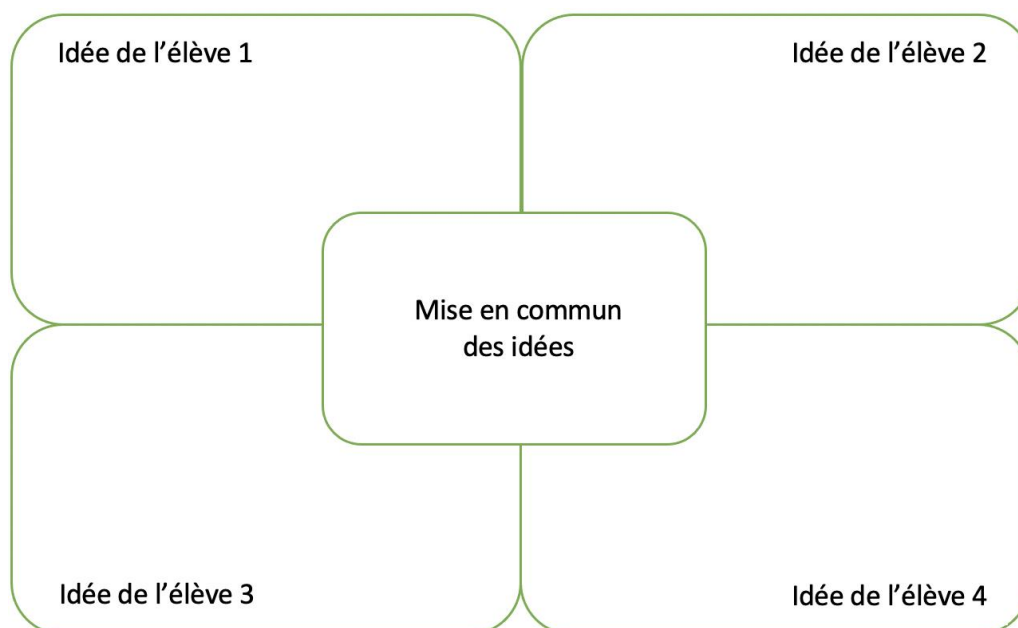 Idée de l’élève 1
Idée de l’élève 2
Mise en commun
des idées
Idée de l’élève 3
Idée de l’élève 4